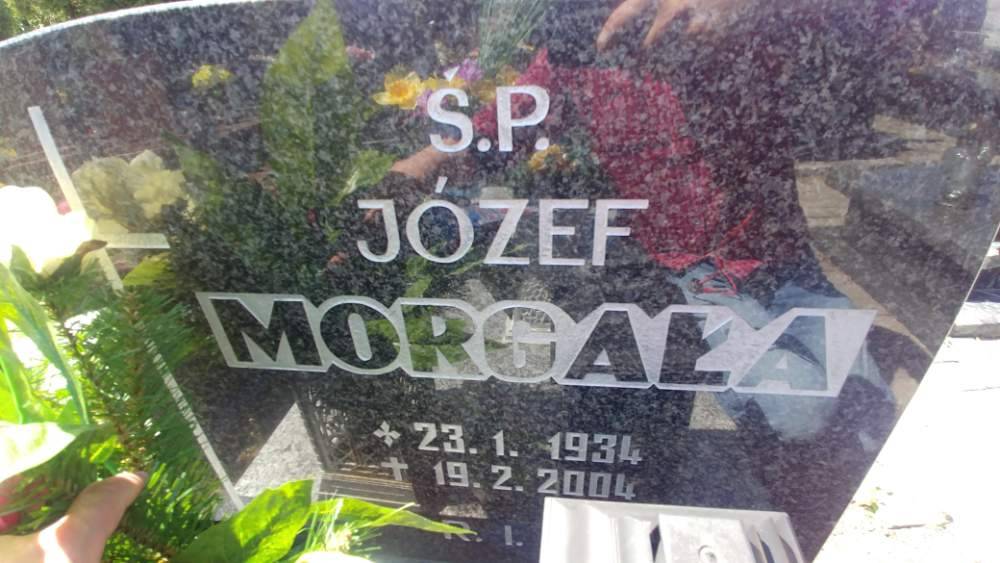 Ś.P.
JÓZEF
MORGAŁA
23. 1. 1934
19. 2. 2004
R. I.